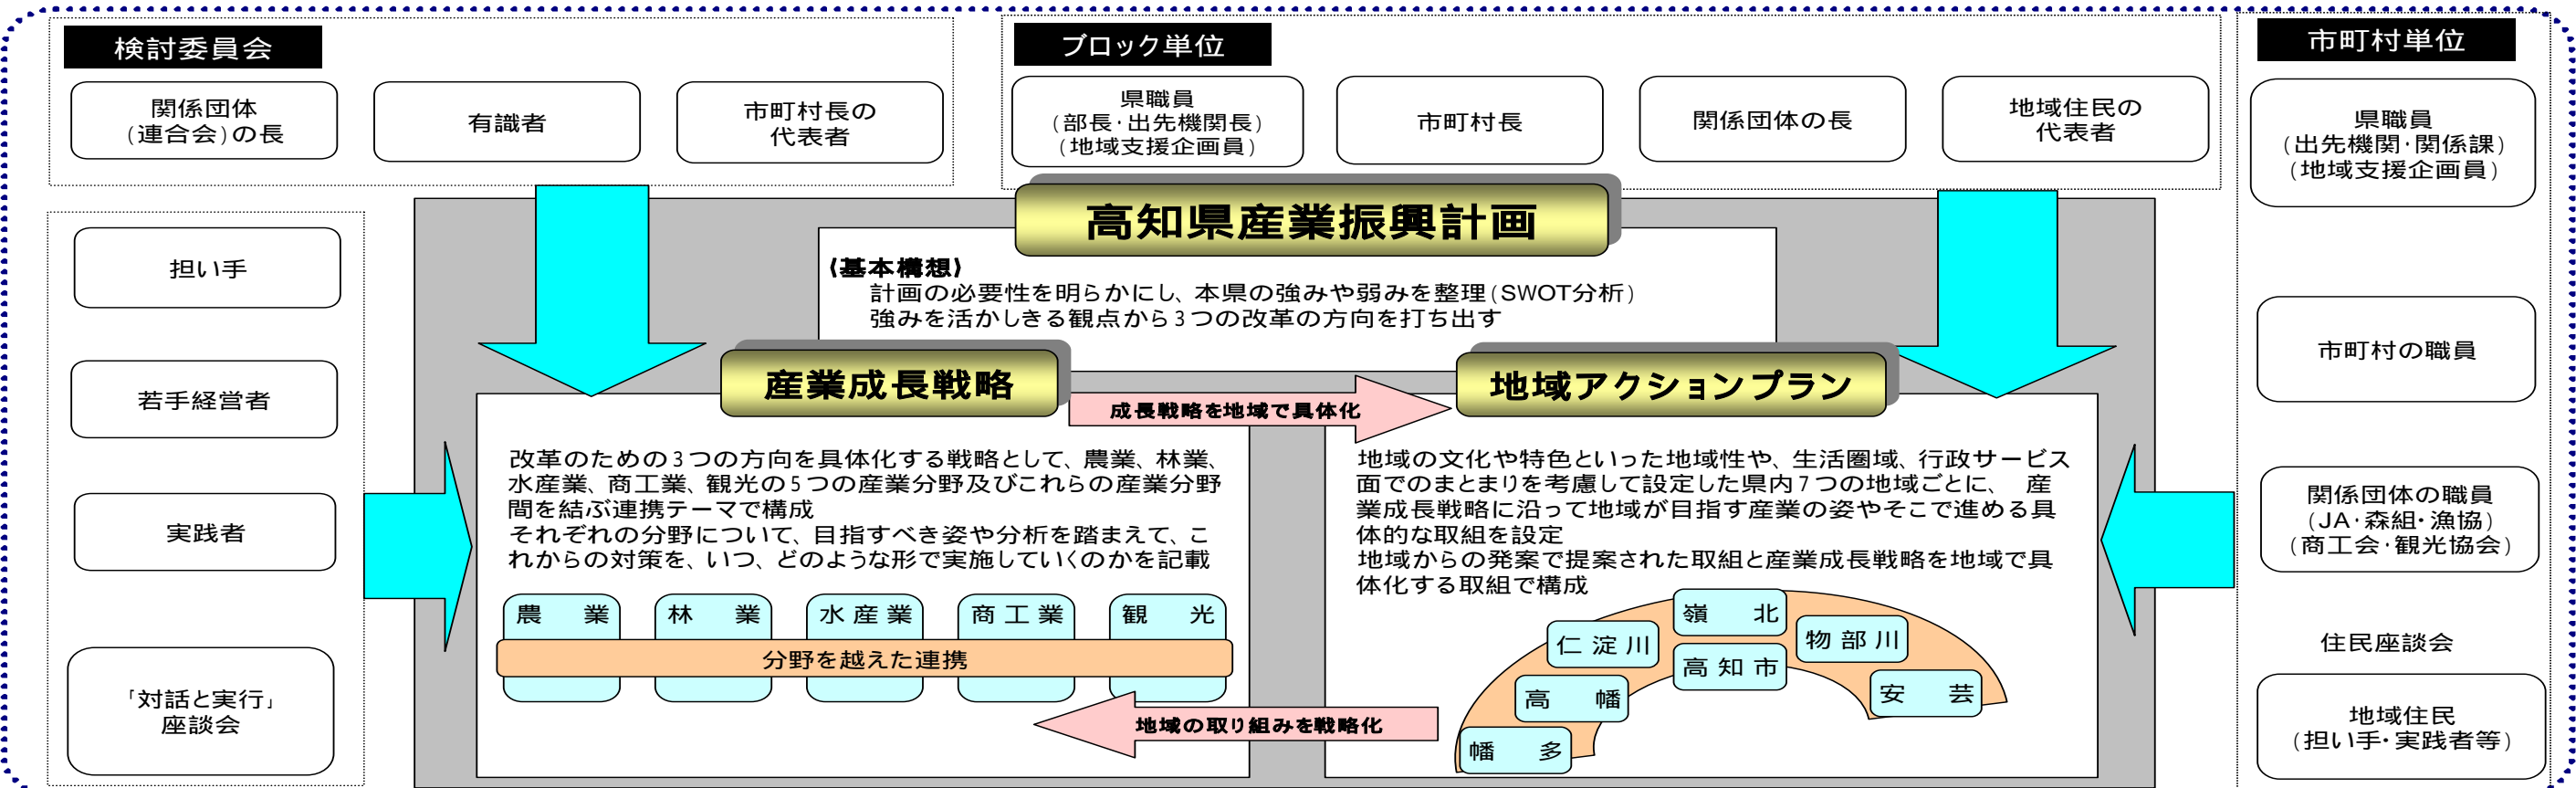 検討委員会
関係団体
(連合会)の長
有識者
市町村長の
代表者
ブロック単位
県職員
(部長・出先機関長)
(地域支援企画員)
市町村長
関係団体の長
地域住民の
代表者
市町村単位
県職員
(出先機関・関係課)
(地域支援企画員)
市町村の職員
関係団体の職員
(JA・森組・漁協)
(商工会・観光協会)
住民座談会
地域住民
(担い手・実践者等)
担い手
若手経営者
実践者
「対話と実行」
座談会
高知県産業振興計画
(基本構想)
計画の必要性を明らかにし、本県の強みや弱みを整理(SWOT分析)
強みを活かしきる観点から3つの改革の方向を打ち出す
産業成長戦略
成長戦略を地域で具体化
地域アクションプラン
改革のための3つの方向を具体化する戦略として、農業、林業、
水産業、商工業、観光の5つの産業分野及びこれらの産業分野
間を結ぶ連携テーマで構成
それぞれの分野について、目指すべき姿や分析を踏まえて、こ
れからの対策を、いつ、どのような形で実施していくのかを記載
農 業
林 業
水産業
商工業
観 光
分野を越えた連携
地域の取り組みを戦略化
地域の文化や特色といった地域性や、生活圏域、行政サービス
面でのまとまりを考慮して設定した県内7つの地域ごとに、 産
業成長戦略に沿って地域が目指す産業の姿やそこで進める具
体的な取組を設定
地域からの発案で提案された取組と産業成長戦略を地域で具
体化する取組で構成
嶺 北
仁淀川
物部川
高知市
高 幡
安 芸
幡 多